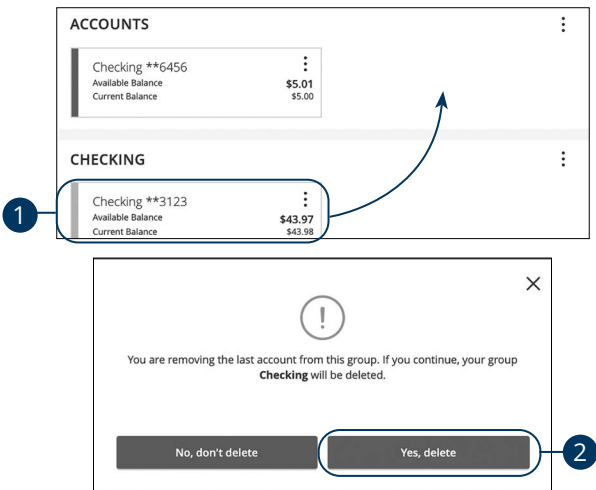 ACCOUNTS
Checking **6456
Available Balance $5.01
Current Balance $5.00
CHECKING
1
Checking **3123
Available Balance $43.97
Current Balance $43.98
You are removing the last account from this group. If you continue, your group
Checking will be deleted.
No, don't delete Yes, delete
2